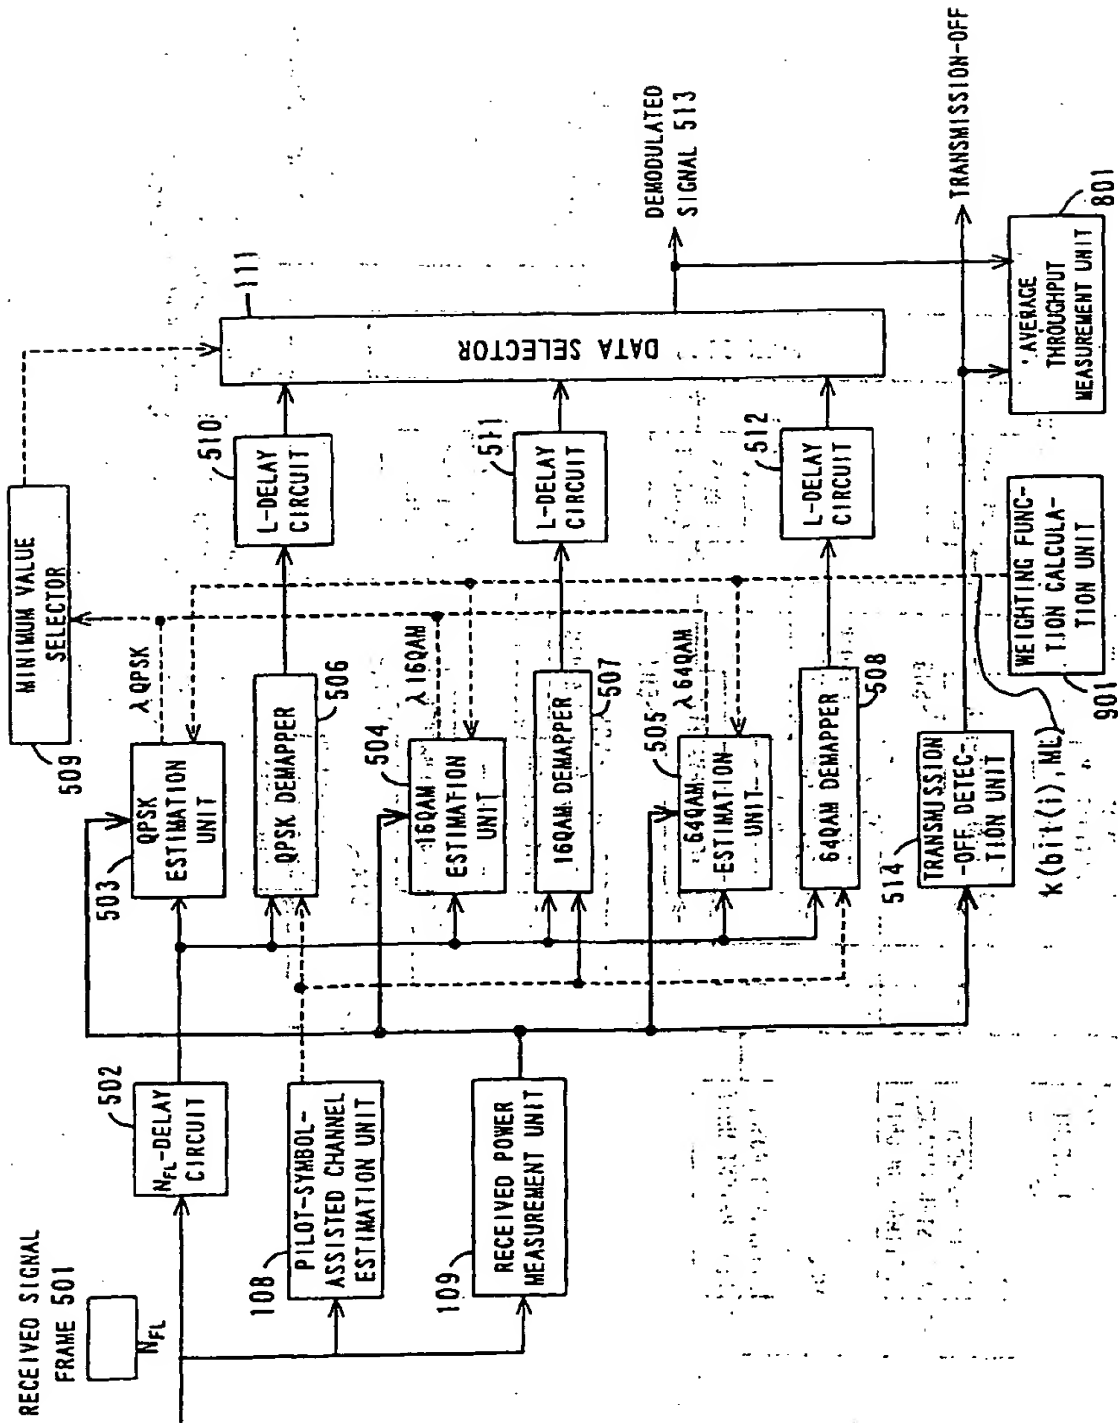 RECEIVED SIGNAL
FRAME 501
NFL
502
NFL-DELAY
CIRCUIT
108
PILOT-SYMBOL-
ASSISTED CHANNEL
ESTIMATION UNIT
109
RECEIVED POWER
MEASUREMENT UNIT
503
QPSK
ESTIMATION
UNIT
λ QPSK
QPSK DEMAPPER
506
504
16QAM
ESTIMATION
UNIT
λ 16QAM
16QAM DEMAPPER
507
505
64QAM
ESTIMATION
UNIT
λ 64QAM
64QAM DEMAPPER
508
514
TRANSMISSION
-OFF DETEC-
TION UNIT
k(bit(i),ML)
509
MINIMUM VALUE
SELECTOR
510
L-DELAY
CIRCUIT
511
L-DELAY
CIRCUIT
512
L-DELAY
CIRCUIT
901
WEIGHTING FUNC-
TION CALCULA-
TION UNIT
111
DATA SELECTOR
DEMODULATED
SIGNAL 513
TRANSMISSION-OFF
AVERAGE
THROUGHPUT
MEASUREMENT UNIT
801